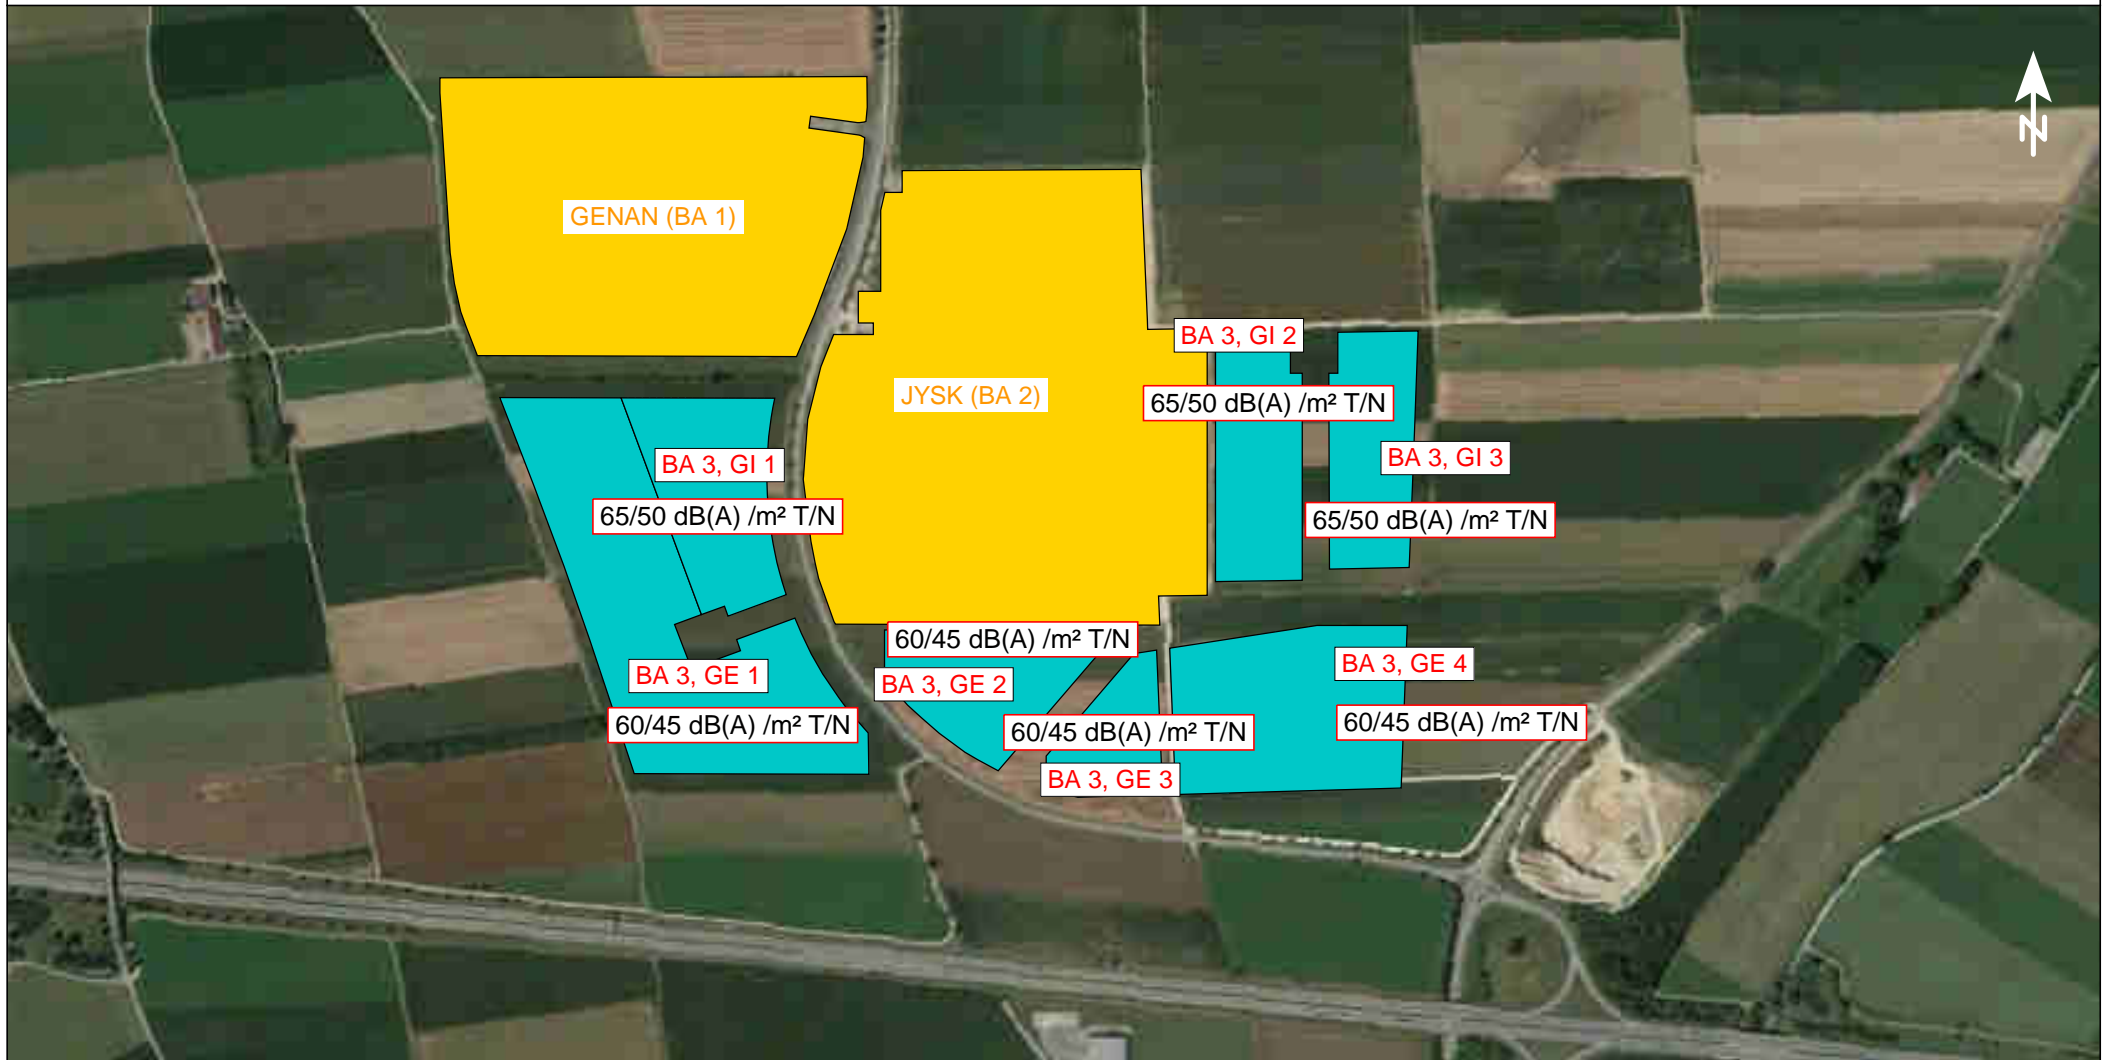 N
GENAN (BA 1)
JYSK (BA 2)
BA 3, GI 2
65/50 dB(A) /m² T/N
BA 3, GI 1
65/50 dB(A) /m² T/N
BA 3, GI 3
65/50 dB(A) /m² T/N
60/45 dB(A) /m² T/N
BA 3, GE 2
BA 3, GE 1
60/45 dB(A) /m² T/N
60/45 dB(A) /m² T/N
BA 3, GE 3
BA 3, GE 4
60/45 dB(A) /m² T/N